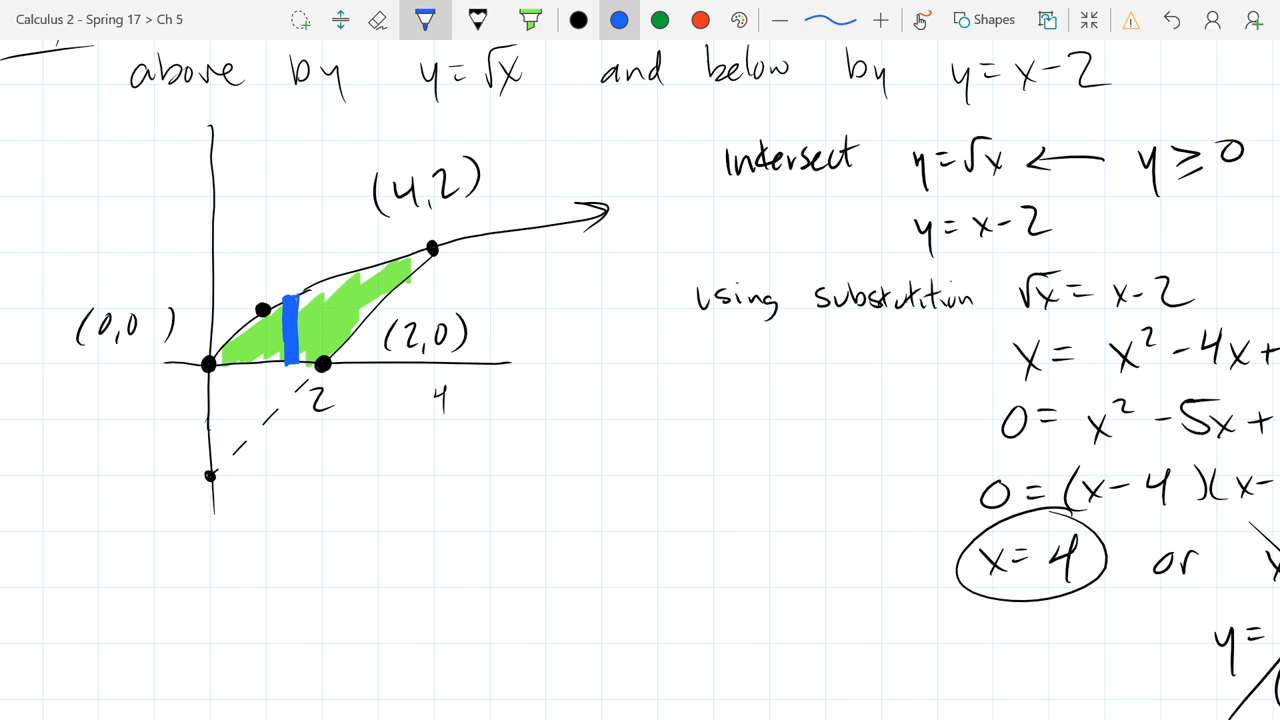 Calculus 2 - Spring 17 > Ch 5
Shapes
above by y = √x and below by y = x - 2
Intersect y = √x ← y ≥ 0
y = x - 2
(4,2)
(0,0)
(2,0)
2
4
using substutition √x = x - 2
x = x² - 4x +
0 = x² - 5x +
0 = (x - 4)(x -
x = 4 or x
y =